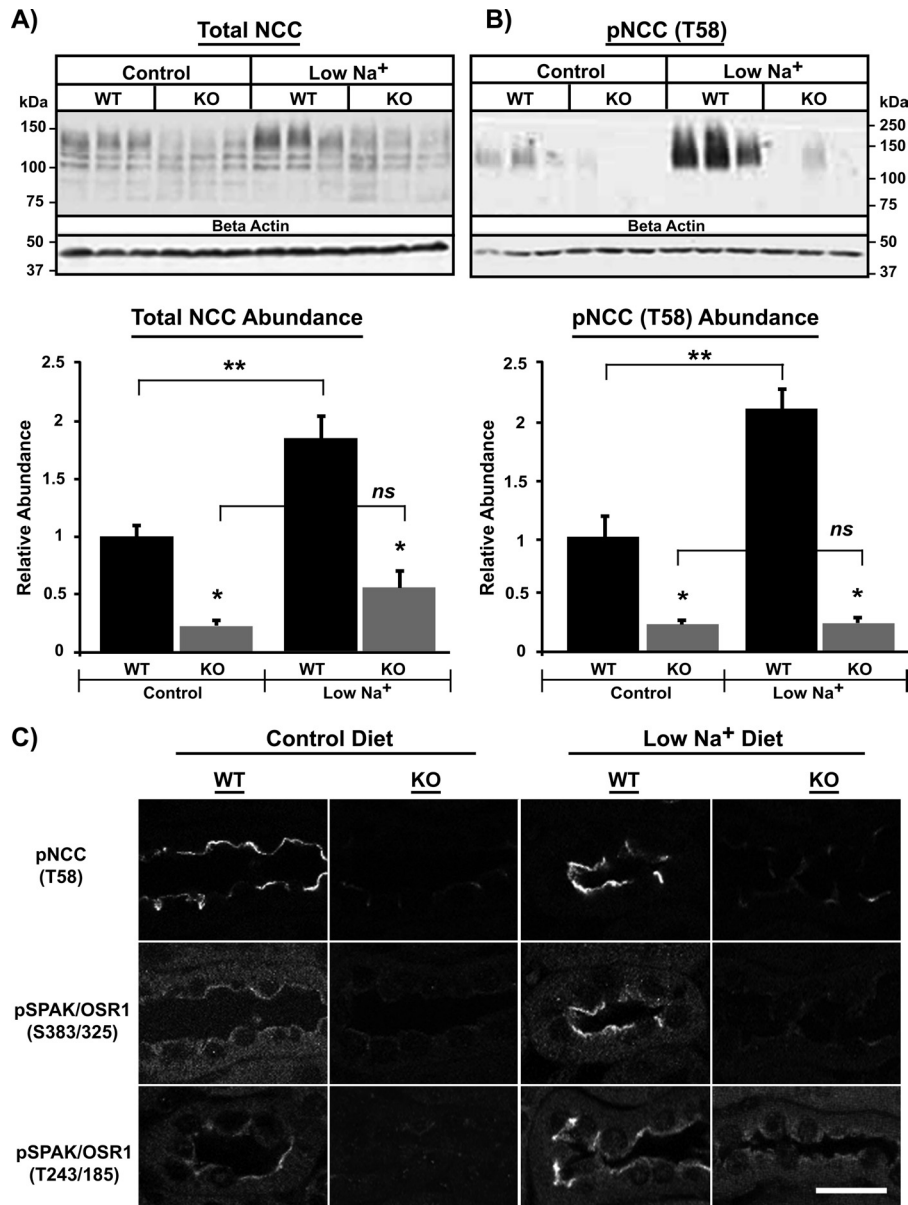 A)
Total NCC
Control Low Na+
kDa WT KO WT KO
150
100
75
Beta Actin
50
37
B)
pNCC (T58)
Control Low Na+
WT KO WT KO kDa
250
150
100
75
Beta Actin
50
37
Total NCC Abundance
Relative Abundance
2.5
2
1.5
1
0.5
0
**
ns
*
*
WT KO WT KO
Control Low Na+
pNCC (T58) Abundance
Relative Abundance
2.5
2
1.5
1
0.5
0
**
ns
*
*
WT KO WT KO
Control Low Na+
C)
Control Diet Low Na+ Diet
WT KO WT KO
pNCC
(T58)
pSPAK/OSR1
(S383/325)
pSPAK/OSR1
(T243/185)